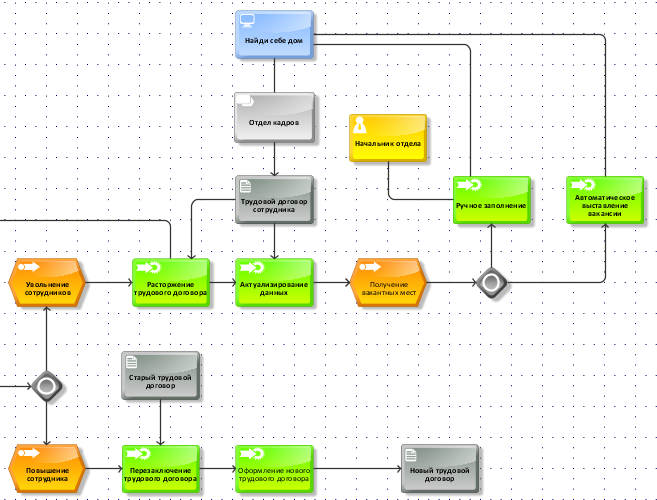 Найди себе дом
Отдел кадров
Начальник отдела
Трудовой договор
сотрудника
Ручное заполнение
Автоматическое
выставление
вакансии
Увольнение
сотрудников
Расторжение
трудового договора
Актуализирование
данных
Получение
вакантных мест
Старый трудовой
договор
Повышение
сотрудника
Перезаключение
трудового договора
Оформление нового
трудового договора
Новый трудовой
договор